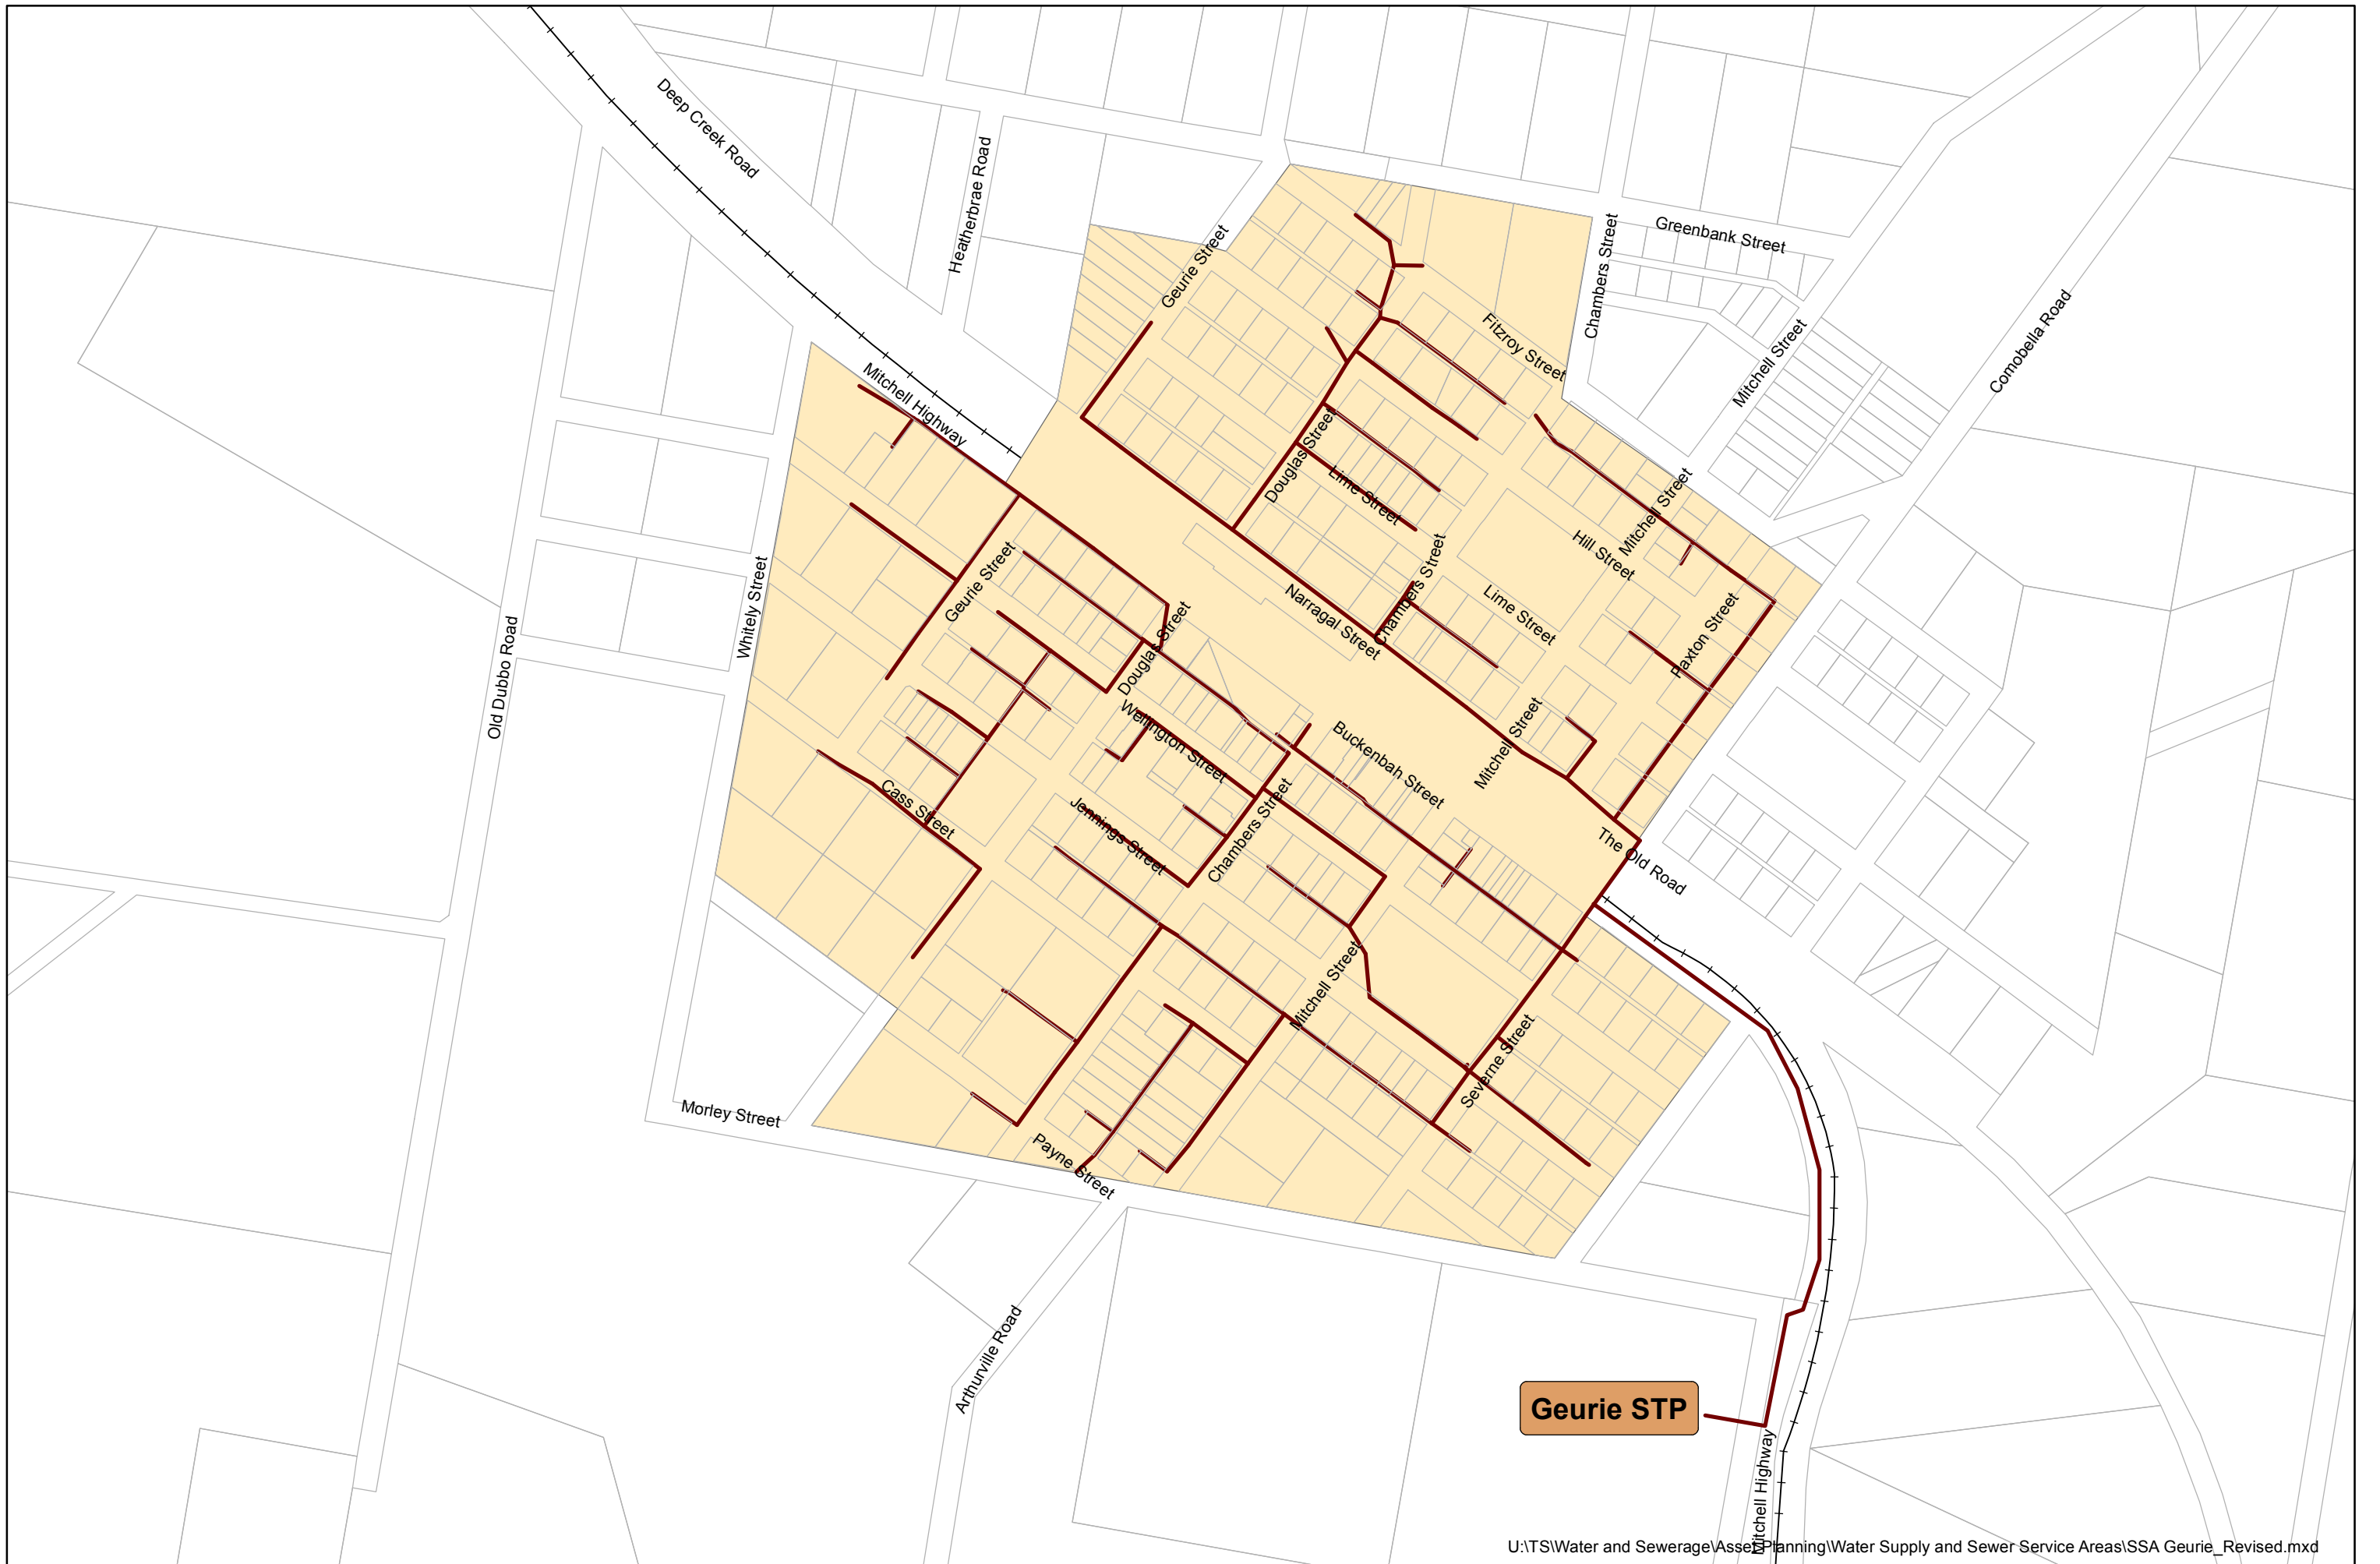 Deep Creek Road
Heatherbrae Road
Geurie Street
Chambers Street
Greenbank Street
Comobella Road
Mitchell Street
Fitzroy Street
Mitchell Highway
Douglas Street
Lime Street
Mitchell Street
Hill Street
Chambers Street
Lime Street
Paxton Street
Whitely Street
Geurie Street
Narragal Street
Douglas Street
Old Dubbo Road
Wellington Street
Buckenbah Street
Mitchell Street
Cass Street
Jennings Street
Chambers Street
The Old Road
Mitchell Street
Severne Street
Morley Street
Payne Street
Arthurville Road
Geurie STP
Mitchell Highway
U:\TS\Water and Sewerage\Asset Planning\Water Supply and Sewer Service Areas\SSA Geurie_Revised.mxd